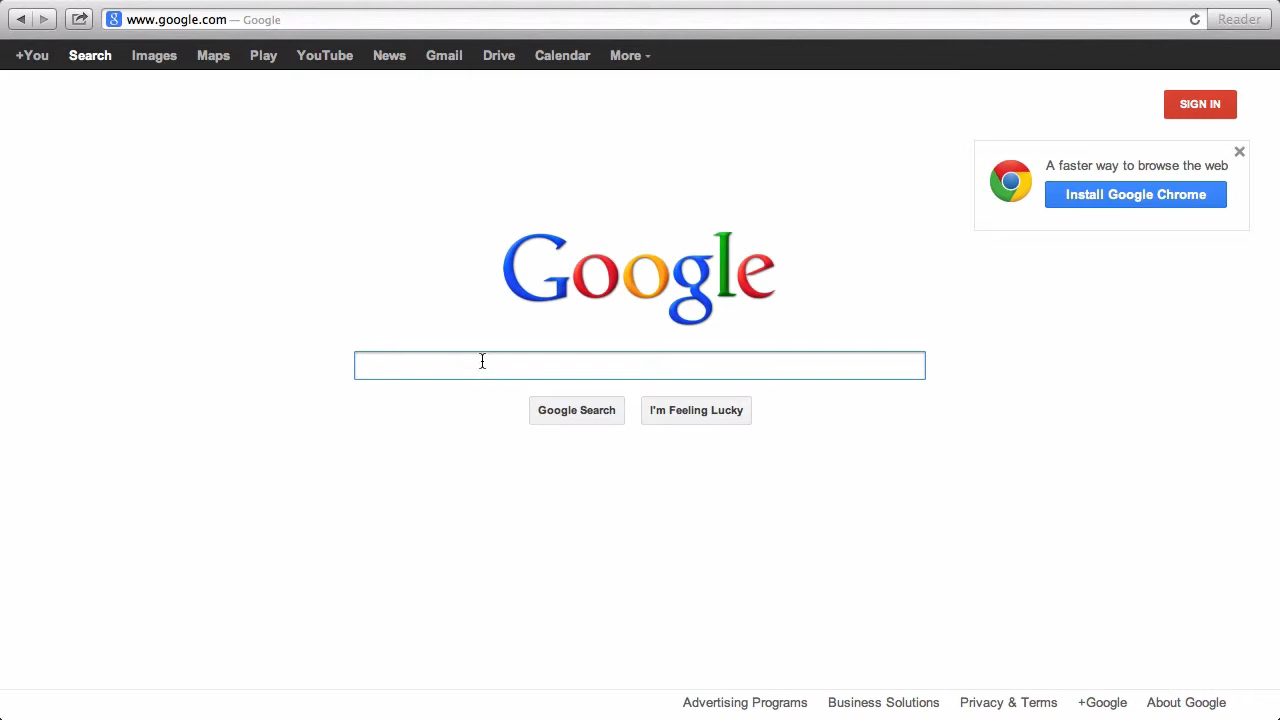 www.google.com — Google
Reader
+You Search Images Maps Play YouTube News Gmail Drive Calendar More
SIGN IN
A faster way to browse the web
Install Google Chrome
Google
Google Search I'm Feeling Lucky
Advertising Programs Business Solutions Privacy & Terms +Google About Google